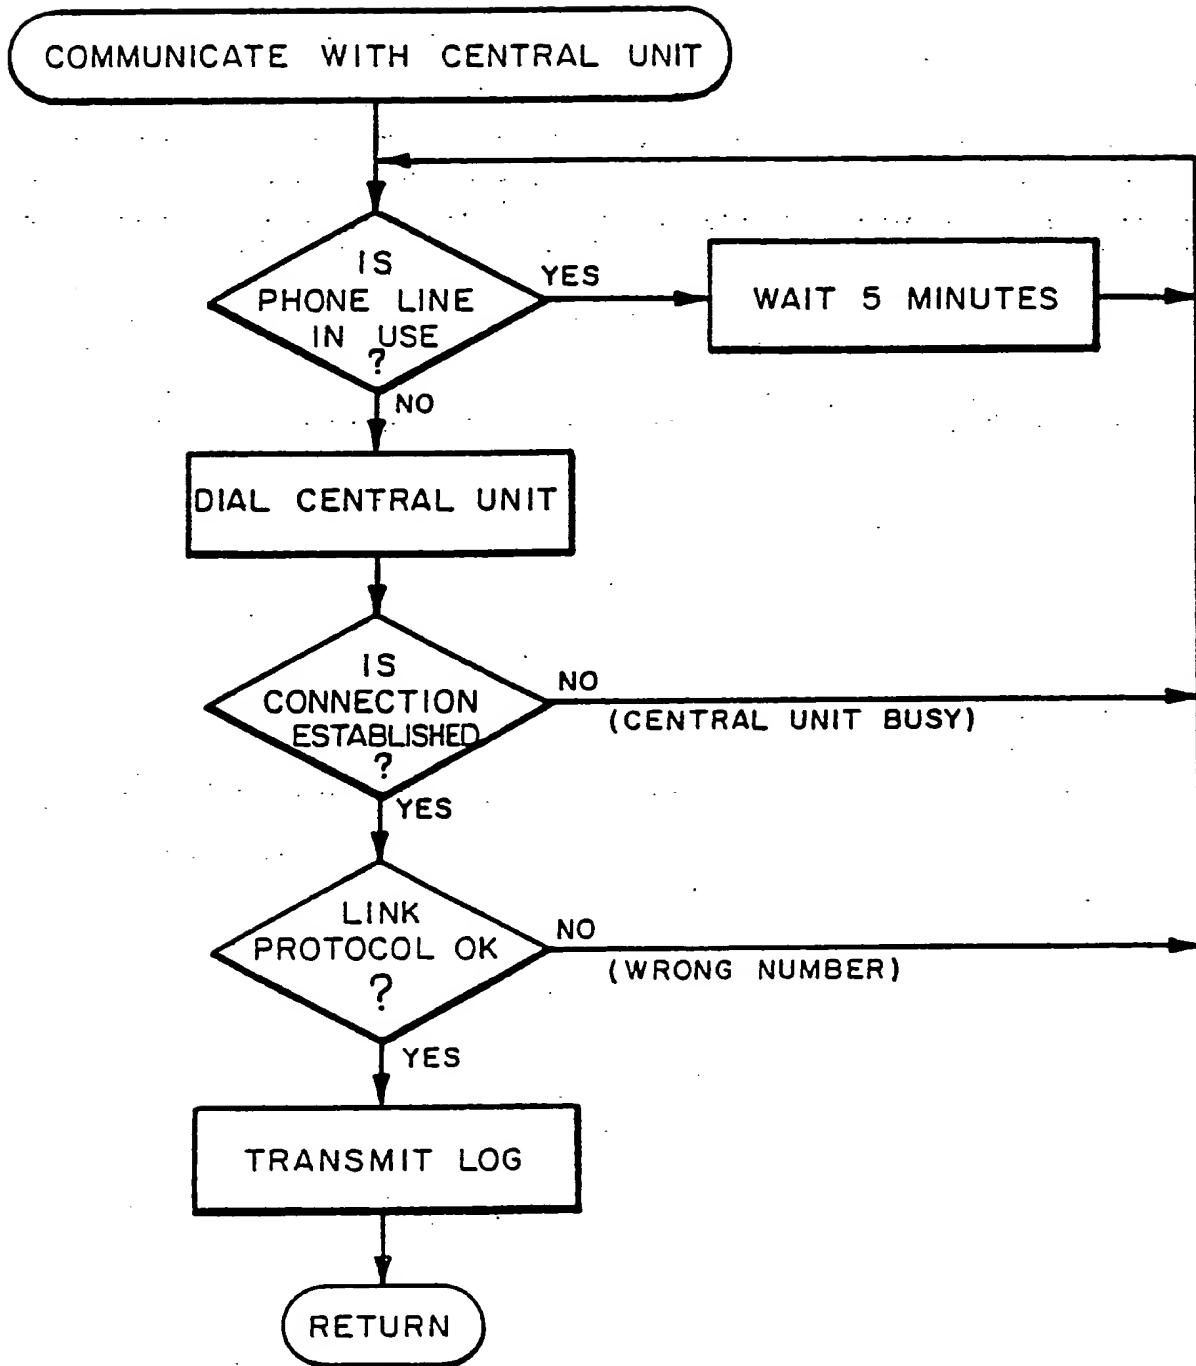 COMMUNICATE WITH CENTRAL UNIT
IS
PHONE LINE
IN USE
?
YES
WAIT 5 MINUTES
NO
DIAL CENTRAL UNIT
IS
CONNECTION
ESTABLISHED
?
NO
(CENTRAL UNIT BUSY)
YES
LINK
PROTOCOL OK
?
NO
(WRONG NUMBER)
YES
TRANSMIT LOG
RETURN